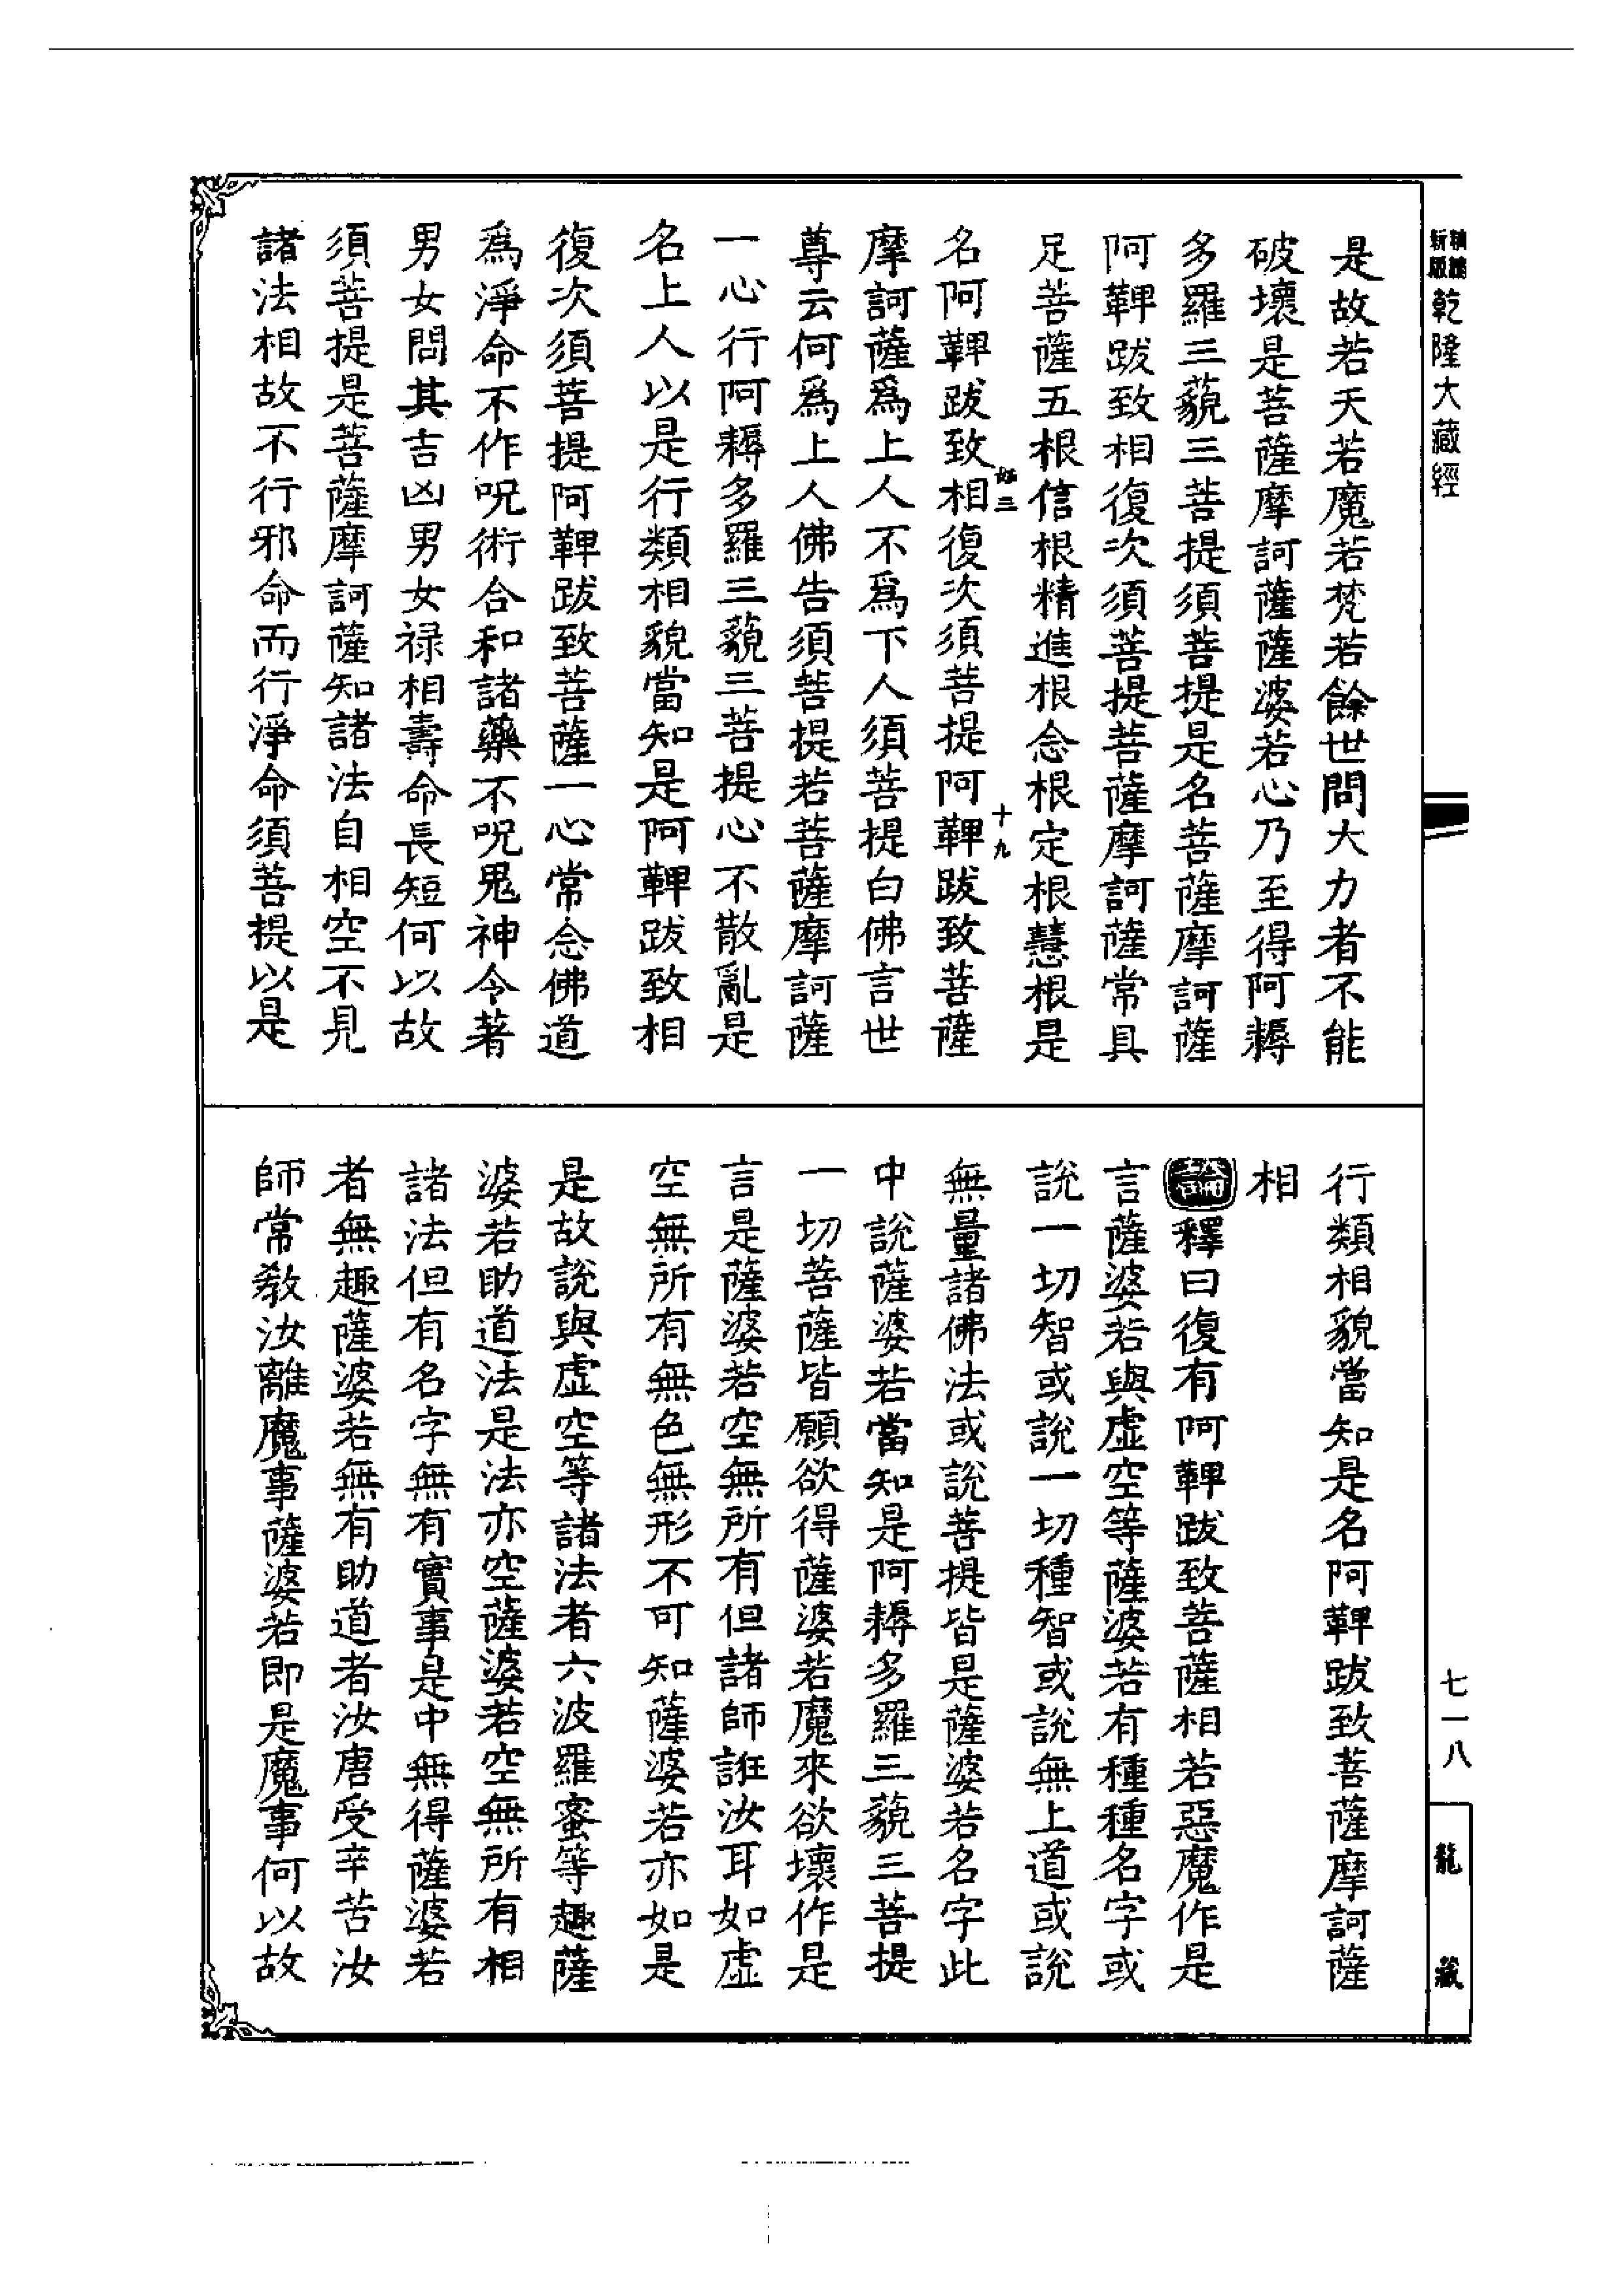 新版精編乾隆大藏經
七一八
龍藏
是故若天若魔若梵若餘世間大力者不能
破壞是菩薩摩訶薩薩婆若心乃至得阿耨
多羅三藐三菩提須菩提是名菩薩摩訶薩
阿鞞跋致相復次須菩提菩薩摩訶薩常具
足菩薩五根信根精進根念根定根慧根是
名阿鞞跋致相復次須菩提阿鞞跋致菩薩
十九
摩訶薩為上人不為下人須菩提白佛言世
尊云何為上人佛告須菩提若菩薩摩訶薩
一心行阿耨多羅三藐三菩提心不散亂是
名上人以是行類相貌當知是阿鞞跋致相
復次須菩提阿鞞跋致菩薩一心常念佛道
為淨命不作呪術合和諸藥不呪鬼神令著
男女問其吉凶男女祿相壽命長短何以故
須菩提是菩薩摩訶薩知諸法自相空不見
諸法相故不行邪命而行淨命須菩提以是
行類相貌當知是名阿鞞跋致菩薩摩訶薩
相
論釋曰復有阿鞞跋致菩薩相若惡魔作是
言薩婆若與虛空等薩婆若有種種名字或
說一切智或說一切種智或說無上道或說
無量諸佛法或說菩提皆是薩婆若名字此
中說薩婆若當知是阿耨多羅三藐三菩提
一切菩薩皆願欲得薩婆若魔來欲壞作是
言是薩婆若空無所有但諸師誑汝耳如虛
空無所有無色無形不可知薩婆若亦如是
是故說與虛空等諸法者六波羅蜜等趣薩
婆若助道法是法亦空薩婆若空無所有相
諸法但有名字無有實事是中無得薩婆若
者無趣薩婆若無有助道者汝唐受辛苦汝
師常教汝離魔事薩婆若即是魔事何以故